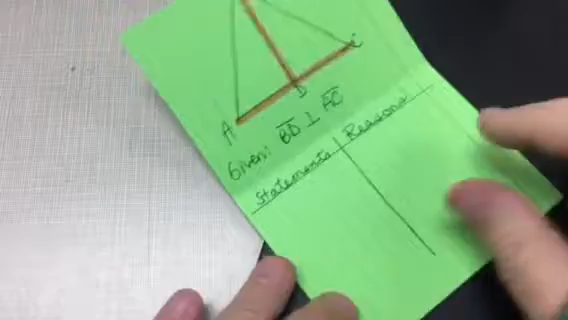 C
D
A
Given: BD ⊥ AC
Statements Reasons